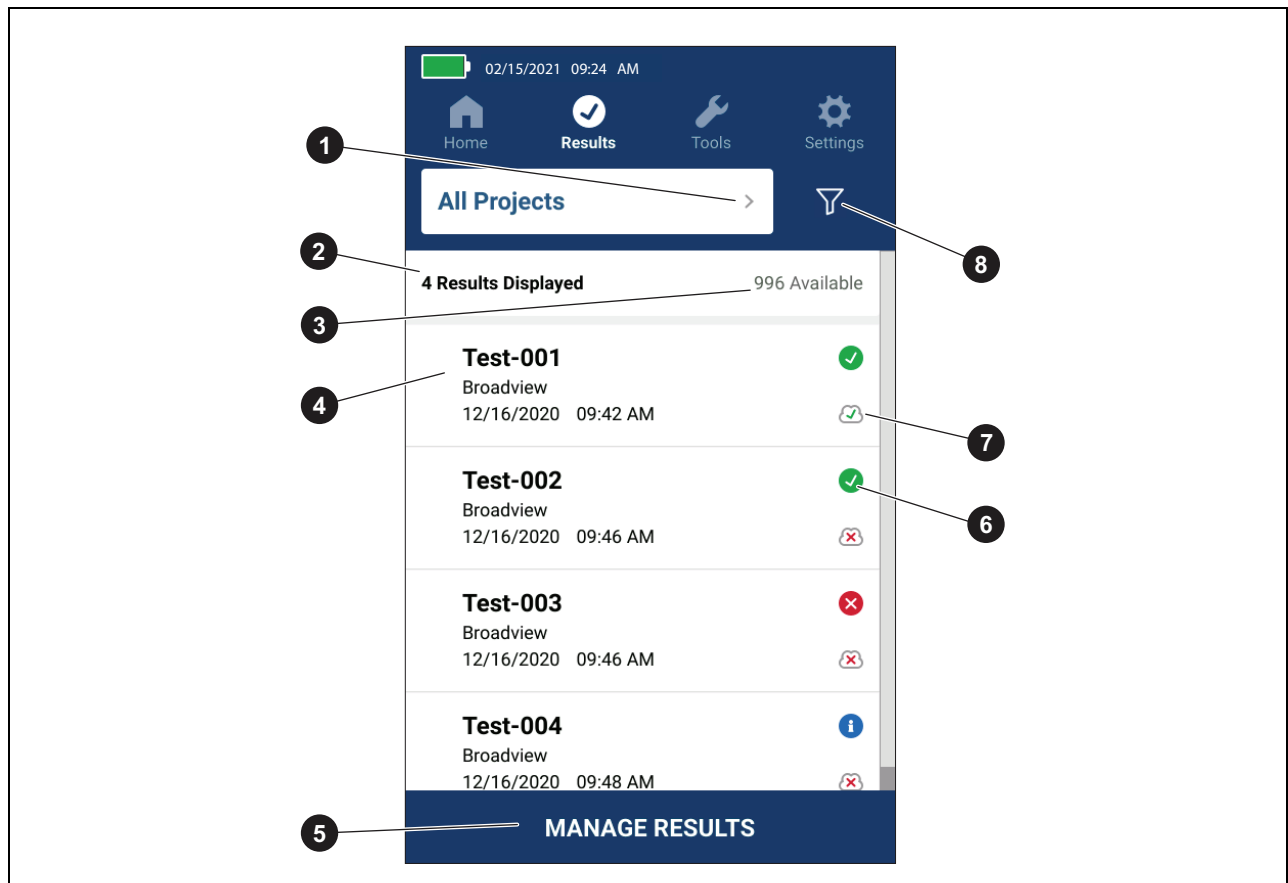 02/15/2021 09:24 AM
Home Results Tools Settings
1
All Projects
8
2
4 Results Displayed 996 Available
3
Test-001
Broadview
4
12/16/2020 09:42 AM
7
Test-002
Broadview
6
12/16/2020 09:46 AM
Test-003
Broadview
12/16/2020 09:46 AM
Test-004
Broadview
12/16/2020 09:48 AM
5
MANAGE RESULTS